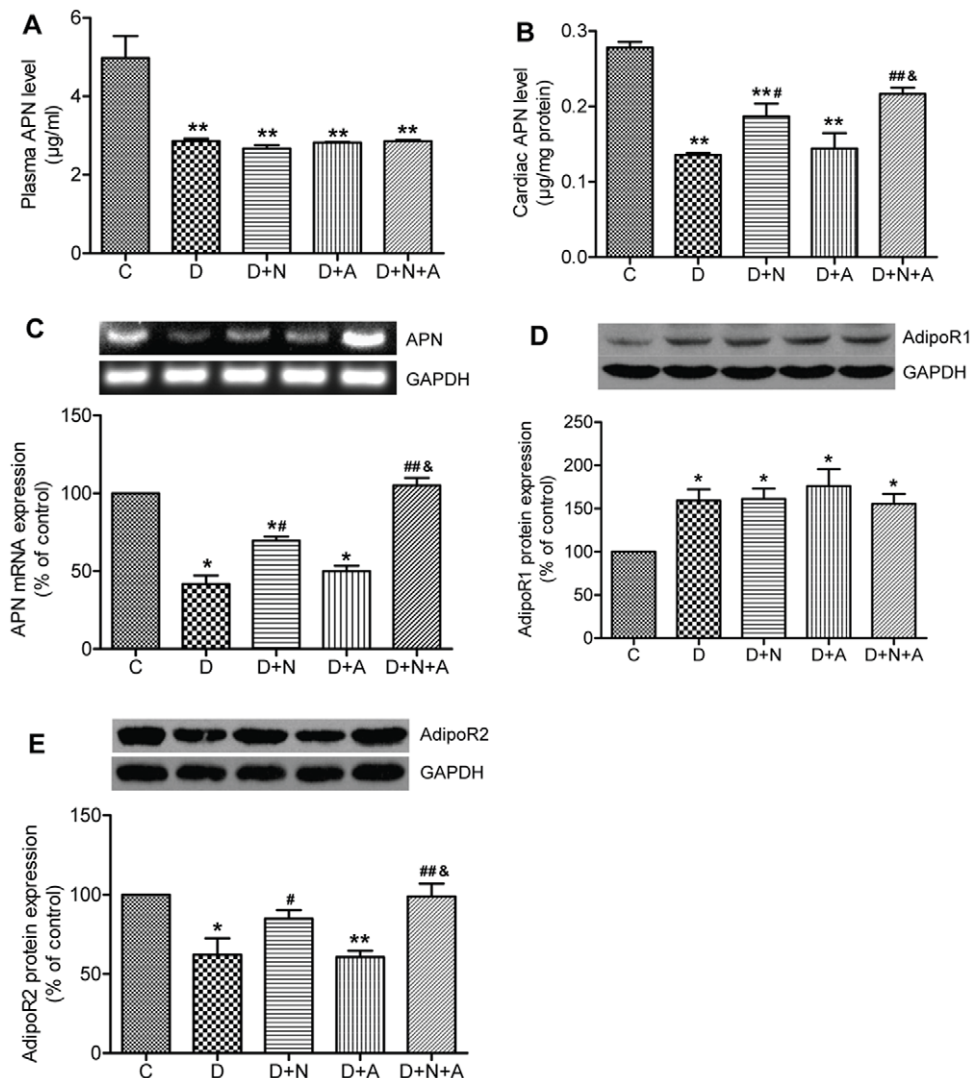 A
Plasma APN level
(μg/ml)
6
4
2
0
**
**
**
**
C D D+N D+A D+N+A
B
Cardiac APN level
(μg/mg protein)
0.3
0.2
0.1
0.0
**
**#
**
##&
C D D+N D+A D+N+A
C
APN
GAPDH
APN mRNA expression
(% of control)
150
100
50
0
*
*#
*
##&
C D D+N D+A D+N+A
D
AdipoR1
GAPDH
AdipoR1 protein expression
(% of control)
250
200
150
100
50
0
*
*
*
*
C D D+N D+A D+N+A
E
AdipoR2
GAPDH
AdipoR2 protein expression
(% of control)
150
100
50
0
*
#
**
##&
C D D+N D+A D+N+A